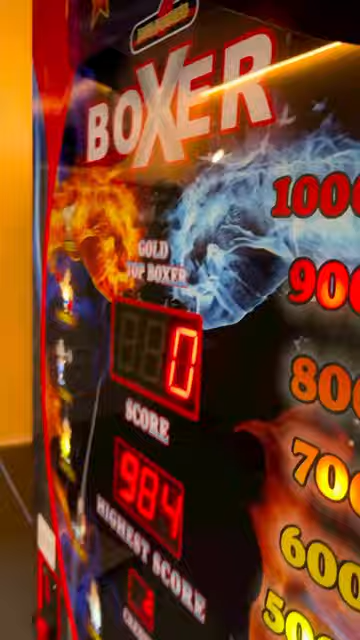 BOXER
GOLD
TOP BOXER
0
SCORE
984
HIGHEST SCORE
1000
900
800
700
600
500